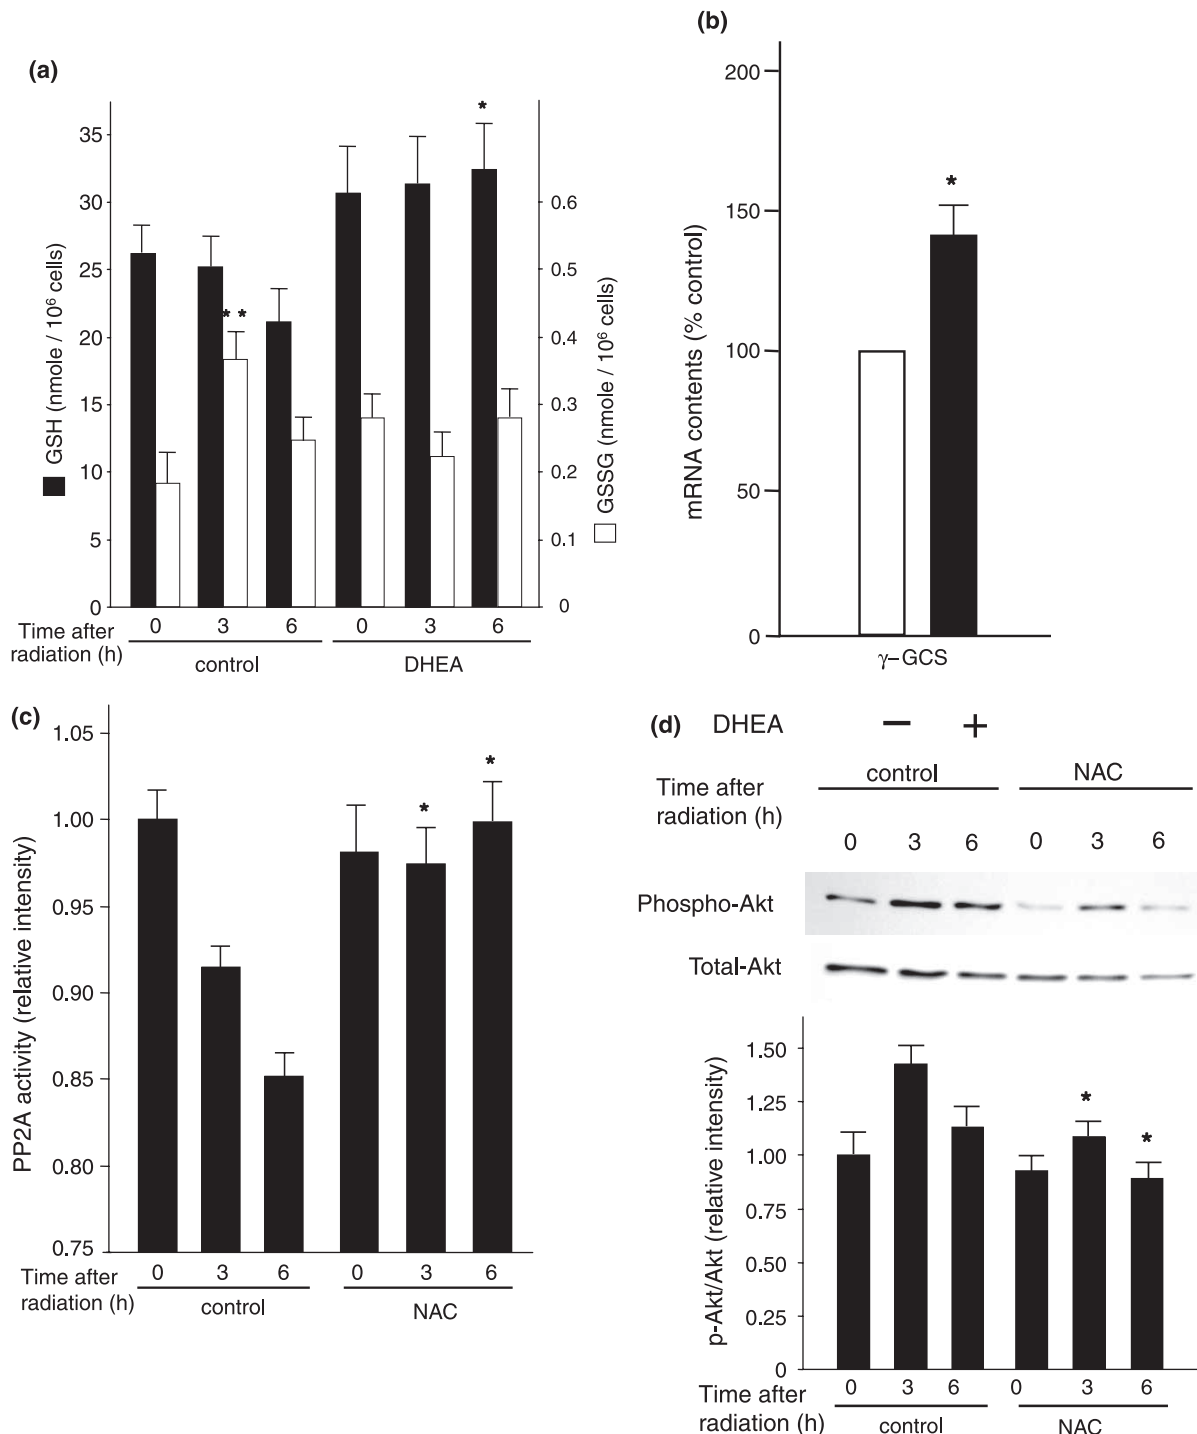 (a)
35
30
25
20
15
10
5
0
GSH (nmole / 10⁶ cells)
* *
*
0.6
0.5
0.4
0.3
0.2
0.1
0
GSSG (nmole / 10⁶ cells)
Time after
radiation (h)
0 3 6 0 3 6
control DHEA
(b)
200
150
100
50
0
mRNA contents (% control)
*
γ–GCS
DHEA − +
(c)
1.05
1.00
0.95
0.90
0.85
0.80
0.75
PP2A activity (relative intensity)
* *
Time after
radiation (h)
0 3 6 0 3 6
control NAC
(d)
control NAC
Time after
radiation (h)
0 3 6 0 3 6
Phospho-Akt
Total-Akt
1.50
1.25
1.00
0.75
0.50
0.25
0
p-Akt/Akt (relative intensity)
* *
Time after
radiation (h)
0 3 6 0 3 6
control NAC